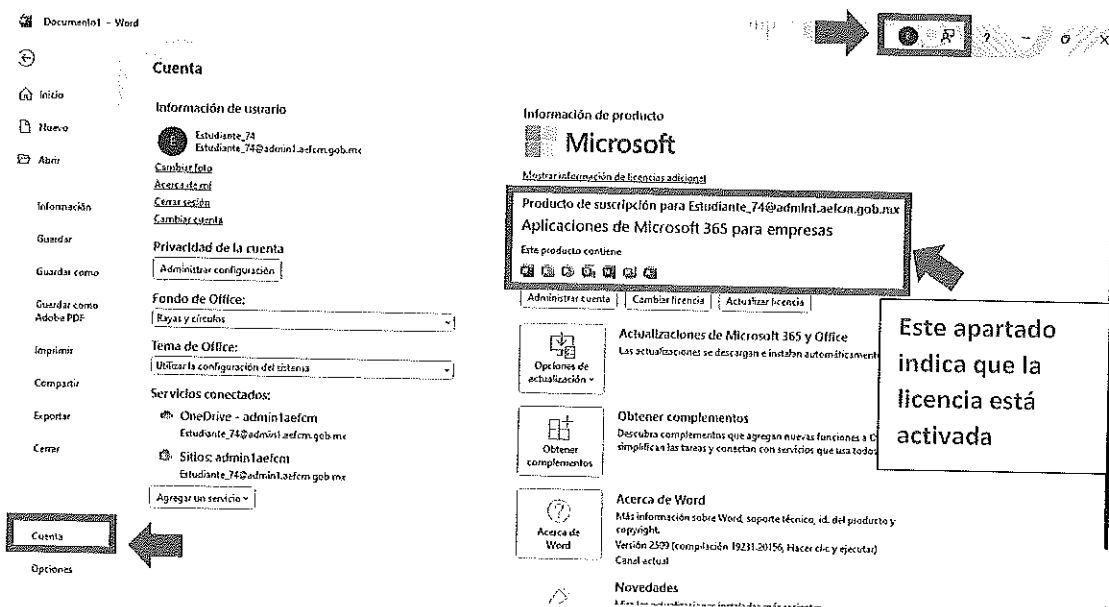 Documento1 - Word
?
Cuenta
Inicio
Nuevo
Abrir
Información
Guardar
Guardar como
Guardar como
Adobe PDF
Imprimir
Compartir
Exportar
Cerrar
Cuenta
Opciones
Información de usuario
E
Estudiante_74
Estudiante_74@admin1.aefcm.gob.mx
Cambiar foto
Acerca de mí
Cerrar sesión
Cambiar cuenta
Privacidad de la cuenta
Administrar configuración
Fondo de Office:
Rayas y círculos
Tema de Office:
Utilizar la configuración del sistema
Servicios conectados:
OneDrive - admin1aefcm
Estudiante_74@admin1.aefcm.gob.mx
Sitios: admin1aefcm
Estudiante_74@admin1.aefcm.gob.mx
Agregar un servicio
Información de producto
Microsoft
Mostrar información de licencias adicional
Producto de suscripción para Estudiante_74@admin1.aefcm.gob.mx
Aplicaciones de Microsoft 365 para empresas
Este producto contiene
Administrar cuenta
Cambiar licencia
Actualizar licencia
Opciones de
actualización
Actualizaciones de Microsoft 365 y Office
Las actualizaciones se descargan e instalan automáticament
Obtener
complementos
Obtener complementos
Descubra complementos que agregan nuevas funciones a
simplifican las tareas y conectan con servicios que usa todos
Acerca de
Word
Acerca de Word
Más información sobre Word, soporte técnico, id. del producto y
copyright.
Versión 2509 (compilación 19231.20156, Hacer clic y ejecutar)
Canal actual
Novedades
Este apartado
indica que la
licencia está
activada